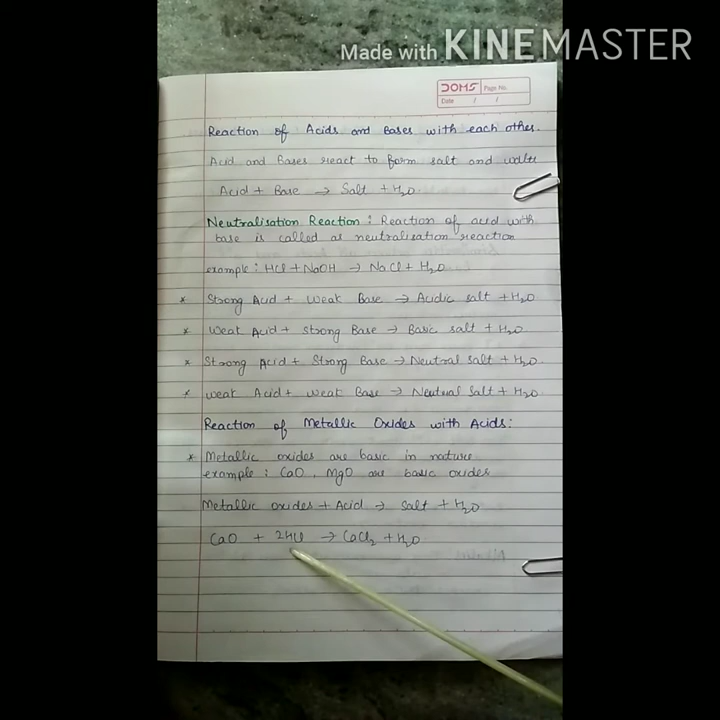 Made with KINEMASTER
DOMS Page No.
Date / /
Reaction of Acids and Bases with each other.
Acid and Bases react to form salt and water
Acid + Base → Salt + H2O.
Neutralisation Reaction : Reaction of acid with
base is called as neutralisation reaction
example : HCl + NaOH → NaCl + H2O
* Strong Acid + Weak Base → Acidic salt + H2O
* Weak Acid + Strong Base → Basic salt + H2O
* Strong Acid + Strong Base → Neutral salt + H2O.
* weak Acid + weak Base → Neutral Salt + H2O.
Reaction of Metallic Oxides with Acids :
* Metallic oxides are basic in nature
example : CaO , MgO are basic oxides
Metallic oxides + Acid → Salt + H2O
CaO + 2HCl → CaCl2 + H2O